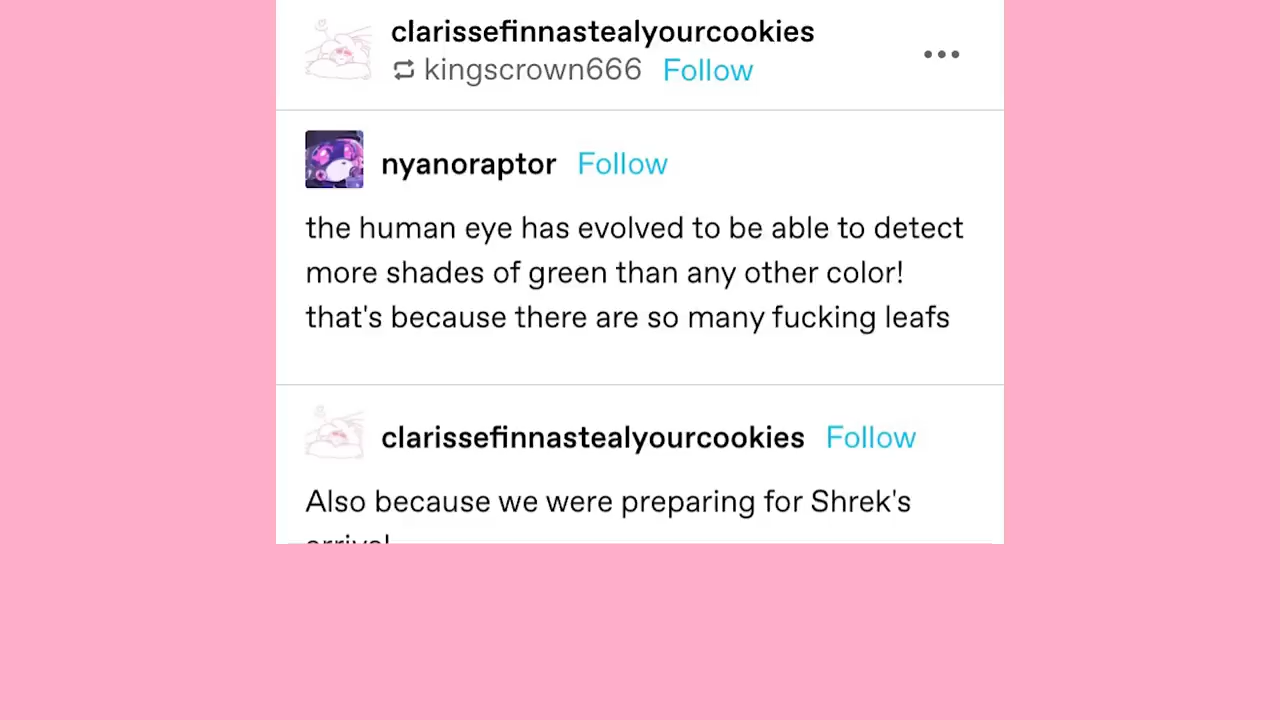 clarissefinnastealyourcookies
kingscrown666 Follow
nyanoraptor Follow
the human eye has evolved to be able to detect
more shades of green than any other color!
that's because there are so many fucking leafs
clarissefinnastealyourcookies Follow
Also because we were preparing for Shrek's
arrival